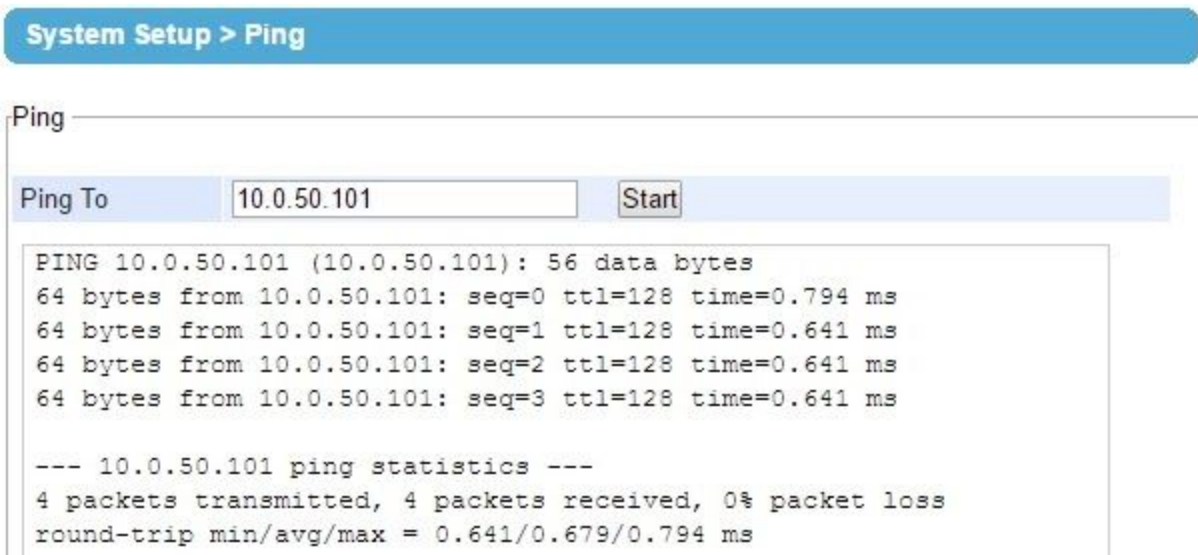 System Setup > Ping
Ping
Ping To 10.0.50.101 Start
PING 10.0.50.101 (10.0.50.101): 56 data bytes
64 bytes from 10.0.50.101: seq=0 ttl=128 time=0.794 ms
64 bytes from 10.0.50.101: seq=1 ttl=128 time=0.641 ms
64 bytes from 10.0.50.101: seq=2 ttl=128 time=0.641 ms
64 bytes from 10.0.50.101: seq=3 ttl=128 time=0.641 ms
--- 10.0.50.101 ping statistics ---
4 packets transmitted, 4 packets received, 0% packet loss
round-trip min/avg/max = 0.641/0.679/0.794 ms